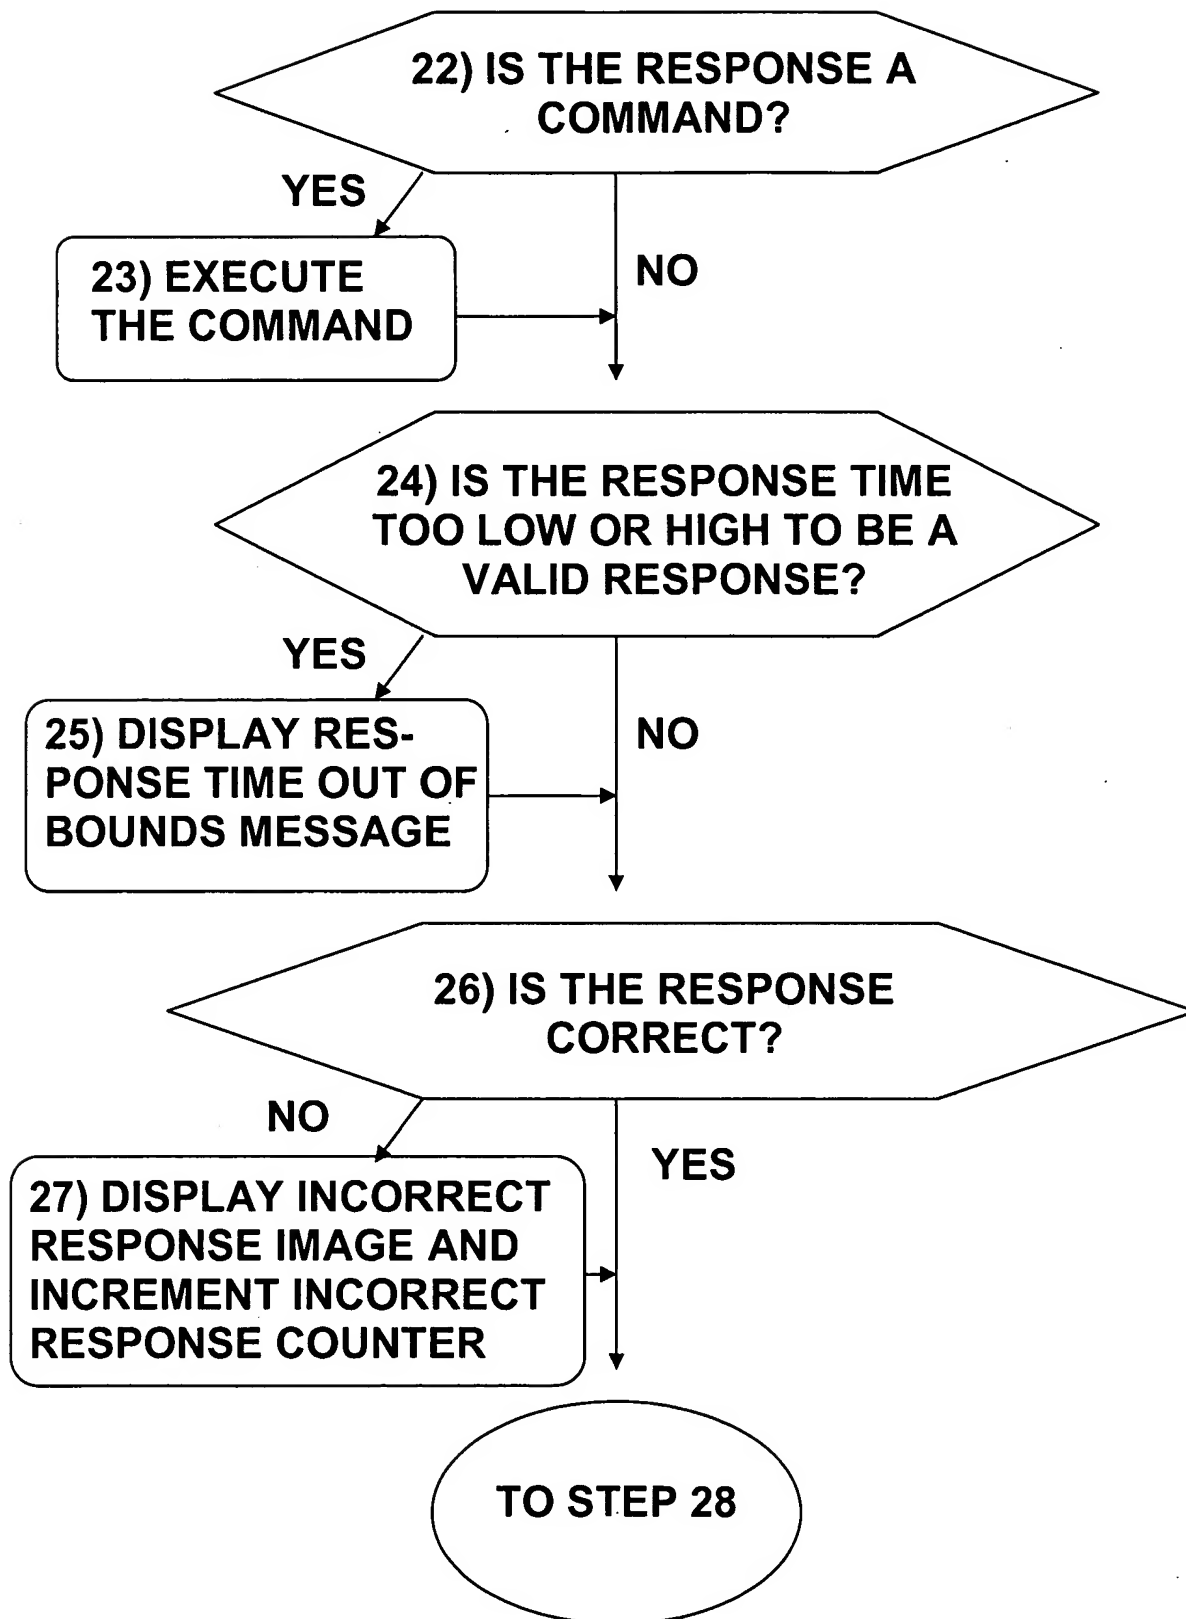 22) IS THE RESPONSE A
COMMAND?
YES
NO
23) EXECUTE
THE COMMAND
24) IS THE RESPONSE TIME
TOO LOW OR HIGH TO BE A
VALID RESPONSE?
YES
NO
25) DISPLAY RES-
PONSE TIME OUT OF
BOUNDS MESSAGE
26) IS THE RESPONSE
CORRECT?
NO
YES
27) DISPLAY INCORRECT
RESPONSE IMAGE AND
INCREMENT INCORRECT
RESPONSE COUNTER
TO STEP 28